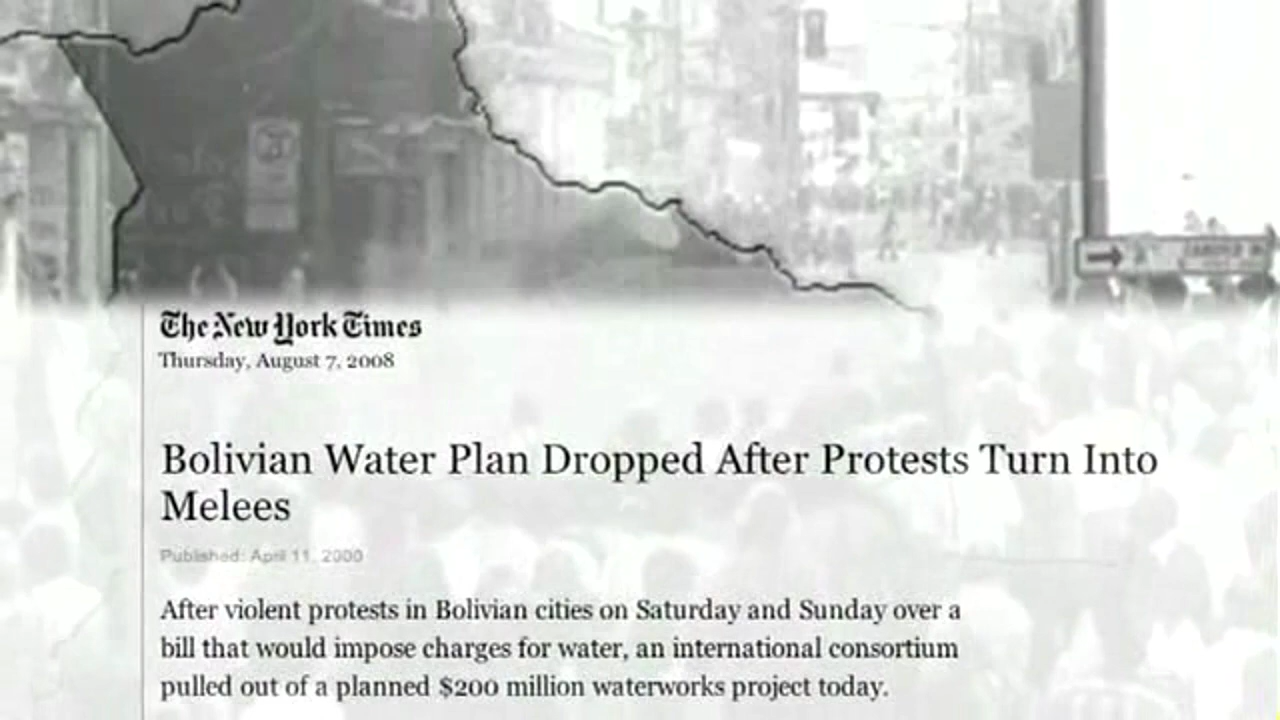 The New York Times
Thursday, August 7, 2008
Bolivian Water Plan Dropped After Protests Turn Into
Melees
Published: April 11, 2000
After violent protests in Bolivian cities on Saturday and Sunday over a
bill that would impose charges for water, an international consortium
pulled out of a planned $200 million waterworks project today.